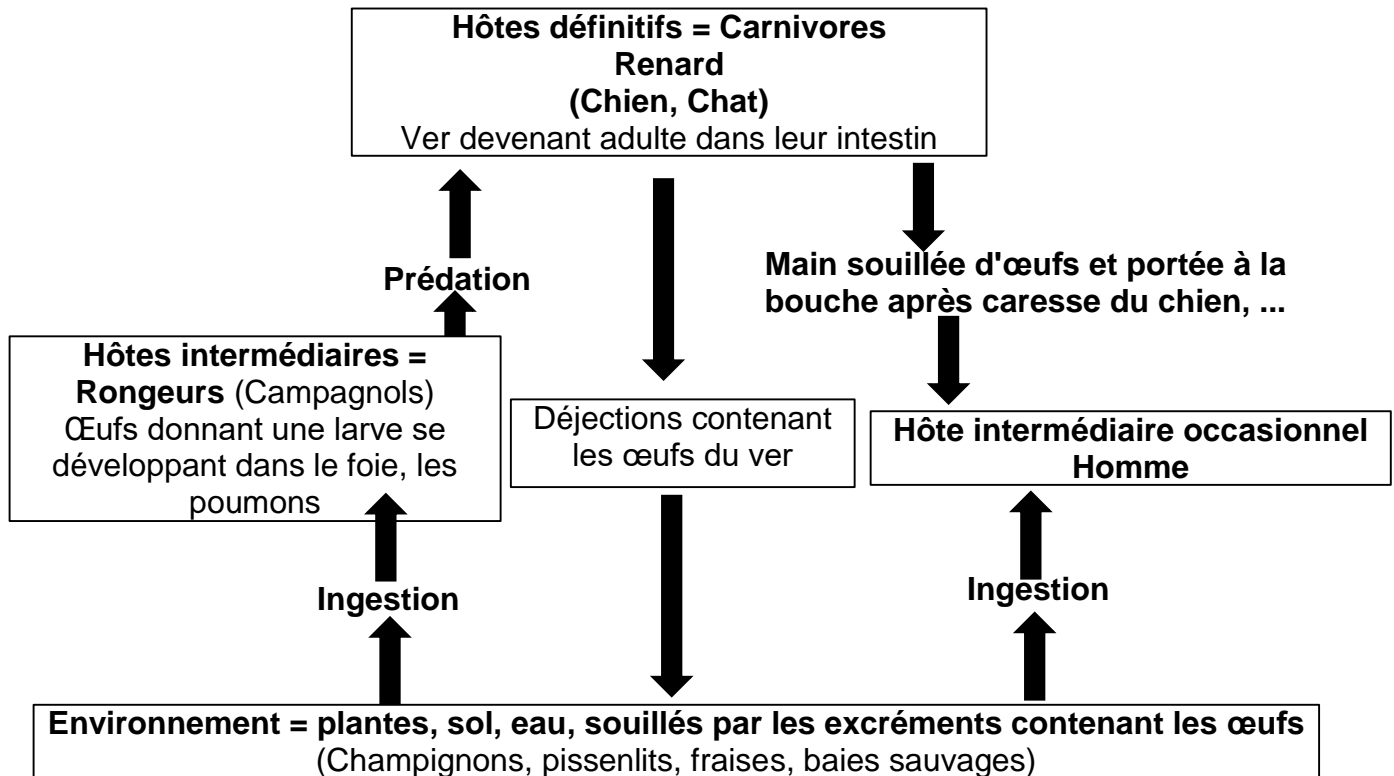 Hôtes définitifs = Carnivores
Renard
(Chien, Chat)
Ver devenant adulte dans leur intestin
Prédation
Main souillée d'œufs et portée à la
bouche après caresse du chien, ...
Hôtes intermédiaires =
Rongeurs (Campagnols)
Œufs donnant une larve se
développant dans le foie, les
poumons
Déjections contenant
les œufs du ver
Hôte intermédiaire occasionnel
Homme
Ingestion
Ingestion
Environnement = plantes, sol, eau, souillés par les excréments contenant les œufs
(Champignons, pissenlits, fraises, baies sauvages)